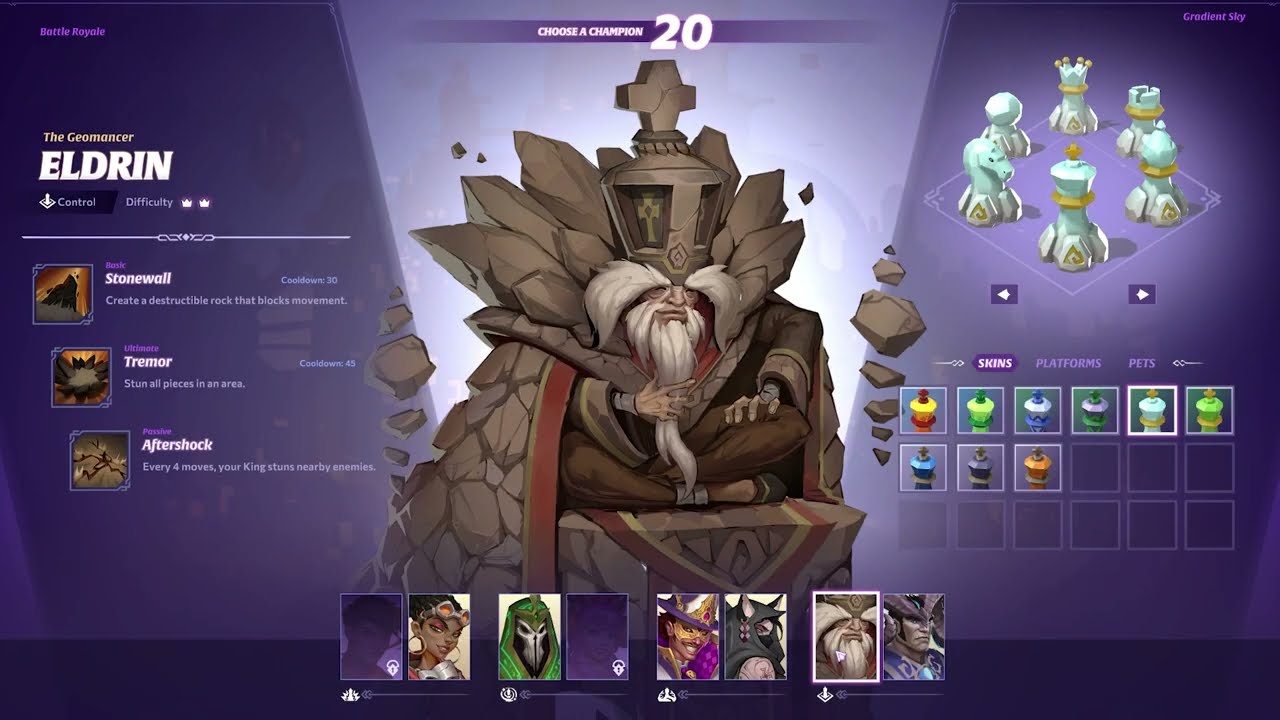 Battle Royale
CHOOSE A CHAMPION 20
Gradient Sky
The Geomancer
ELDRIN
Control Difficulty
Basic
Stonewall Cooldown: 30
Create a destructible rock that blocks movement.
Ultimate
Tremor Cooldown: 45
Stun all pieces in an area.
Passive
Aftershock
Every 4 moves, your King stuns nearby enemies.
SKINS PLATFORMS PETS